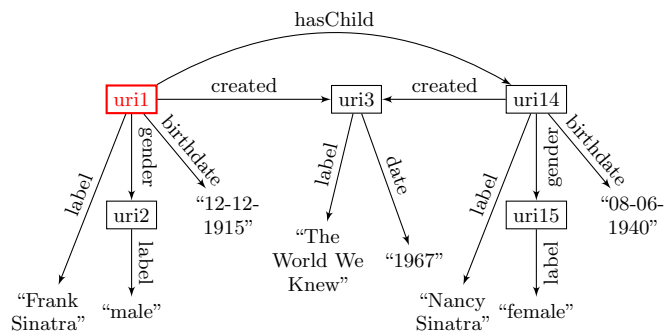 hasChild
uri1
created
uri3
created
uri14
label
gender
birthdate
label
date
label
gender
birthdate
“12-12-
1915”
“08-06-
1940”
uri2
uri15
label
label
“The
World We
Knew”
“1967”
“Frank
Sinatra”
“male”
“Nancy
Sinatra”
“female”